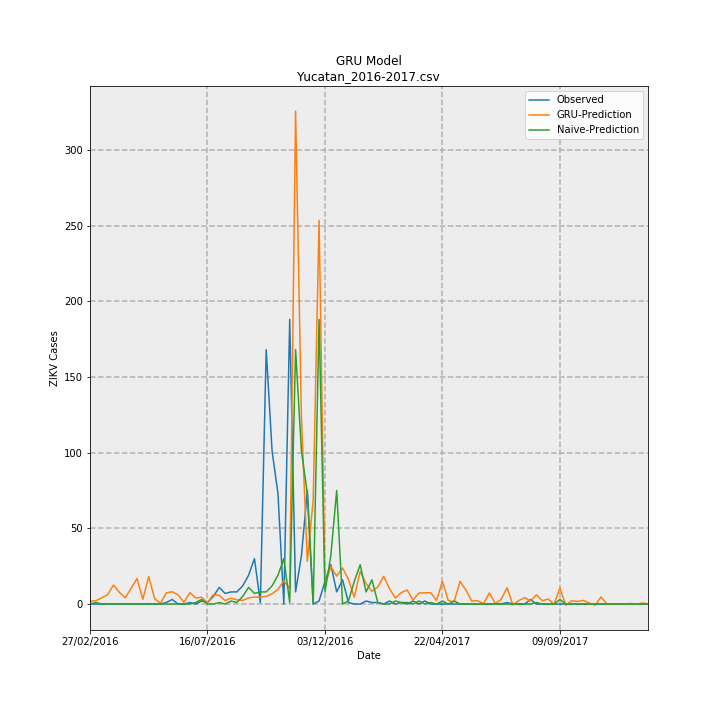 GRU Model
Yucatan_2016-2017.csv
Observed
GRU-Prediction
Naive-Prediction
300
250
200
150
100
50
0
ZIKV Cases
27/02/2016
16/07/2016
03/12/2016
22/04/2017
09/09/2017
Date